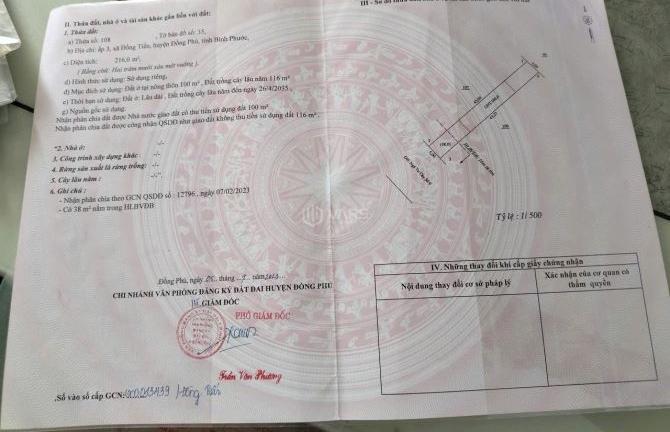 II. Thửa đất, nhà ở và tài sản khác gắn liền với đất:
1. Thửa đất:
a) Thửa số: 108 , Tờ bản đồ số: 35,
b) Địa chỉ: ấp 3, xã Đồng Tiến, huyện Đồng Phú, tỉnh Bình Phước,
c) Diện tích: 216,0 m²,
( Bằng chữ: Hai trăm mười sáu mét vuông ).
d) Hình thức sử dụng: Sử dụng riêng,
đ) Mục đích sử dụng: Đất ở tại nông thôn 100 m², Đất trồng cây lâu năm 116 m²
e) Thời hạn sử dụng: Đất ở : Lâu dài , Đất trồng cây lâu năm đến ngày 26/4/2035 .
g) Nguồn gốc sử dụng:
Nhận phân chia đất được Nhà nước giao đất có thu tiền sử dụng đất 100 m²
Nhận phân chia đất được công nhận QSDĐ như giao đất không thu tiền sử dụng đất 116 m² .
*2. Nhà ở: -/-
3. Công trình xây dựng khác : -/-
4. Rừng sản xuất là rừng trồng: -/-
5. Cây lâu năm : -/-
6. Ghi chú :
- Nhận phân chia theo GCN QSDĐ số : 12796 , ngày 07/02/2023
- Có 38 m² nằm trong HLBVĐB
Đồng Phú, ngày tháng năm
CHI NHÁNH VĂN PHÒNG ĐĂNG KÝ ĐẤT ĐAI HUYỆN ĐỒNG PHÚ
GIÁM ĐỐC
PHÓ GIÁM ĐỐC
Trần Văn Phương
Số vào sổ cấp GCN:
III - Sơ đồ
Tỷ lệ : 1/ 500
IV. Những thay đổi khi cấp giấy chứng nhận
Nội dung thay đổi cơ sở pháp lý
Xác nhận của cơ quan có
thẩm quyền